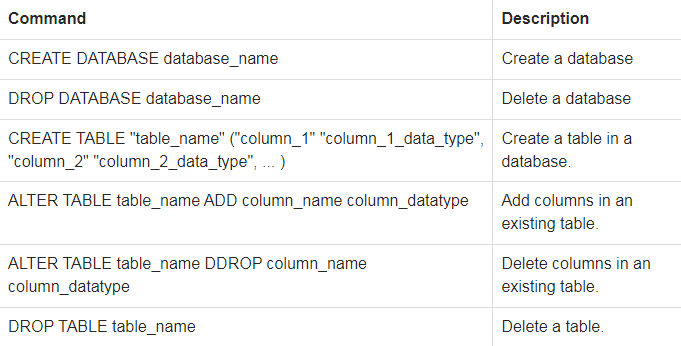 Command Description
CREATE DATABASE database_name Create a database
DROP DATABASE database_name Delete a database
CREATE TABLE "table_name" ("column_1" "column_1_data_type", Create a table in a
"column_2" "column_2_data_type", ... ) database.
ALTER TABLE table_name ADD column_name column_datatype Add columns in an
existing table.
ALTER TABLE table_name DDROP column_name Delete columns in an
column_datatype existing table.
DROP TABLE table_name Delete a table.